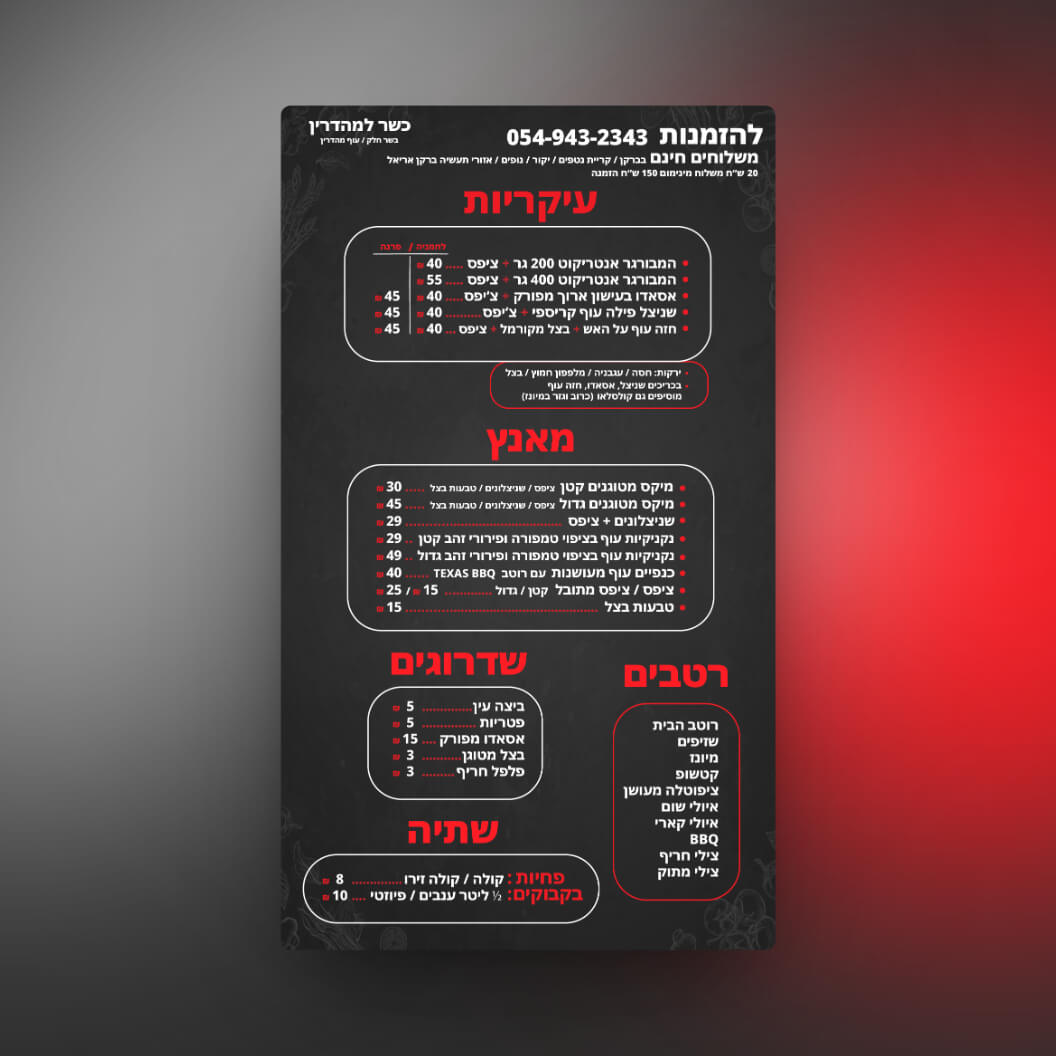 כשר למהדרין
בשר חלק / עוף מהדרין
להזמנות 054-943-2343
משלוחים חינם בברקן / קריית נטפים / יקור / נופים / אזורי תעשיה ברקן אריאל
20 ש"ח משלוח מינימום 150 ש"ח הזמנה
עיקריות
לחמניה / פרנה
• המבורגר אנטריקוט 200 גר + ציפס ..... 40 ₪
• המבורגר אנטריקוט 400 גר + ציפס ..... 55 ₪
• אסאדו בעישון ארוך מפורק + צ'יפס..... 40 ₪ 45 ₪
• שניצל פילה עוף קריספי + צ'יפס.......... 40 ₪ 45 ₪
• חזה עוף על האש + בצל מקורמל + ציפס ... 40 ₪ 45 ₪
• ירקות: חסה / עגבניה / מלפפון חמוץ / בצל
• בכריכים שניצל, אסאדו, חזה עוף
מוסיפים גם קולסלאו (כרוב וגזר במיונז)
מאנץ
• מיקס מטוגנים קטן ציפס / שניצלונים / טבעות בצל ..... 30 ₪
• מיקס מטוגנים גדול ציפס / שניצלונים / טבעות בצל ..... 45 ₪
• שניצלונים + ציפס ....................................... 29 ₪
• נקניקיות עוף בציפוי טמפורה ופירורי זהב קטן .. 29 ₪
• נקניקיות עוף בציפוי טמפורה ופירורי זהב גדול .. 49 ₪
• כנפיים עוף מעושנות עם רוטב TEXAS BBQ ...... 40 ₪
• ציפס / ציפס מתובל קטן / גדול ............ 15 ₪ / 25 ₪
• טבעות בצל ................................................ 15 ₪
שדרוגים
ביצה עין............. 5 ₪
פטריות .............. 5 ₪
אסאדו מפורק .... 15 ₪
בצל מטוגן.......... 3 ₪
פלפל חריף ......... 3 ₪
רטבים
רוטב הבית
שזיפים
מיונז
קטשופ
ציפוטלה מעושן
איולי שום
איולי קארי
BBQ
צילי חריף
צילי מתוק
שתיה
פחיות: קולה / קולה זירו ............. 8 ₪
בקבוקים: ½ ליטר ענבים / פיוזטי .... 10 ₪